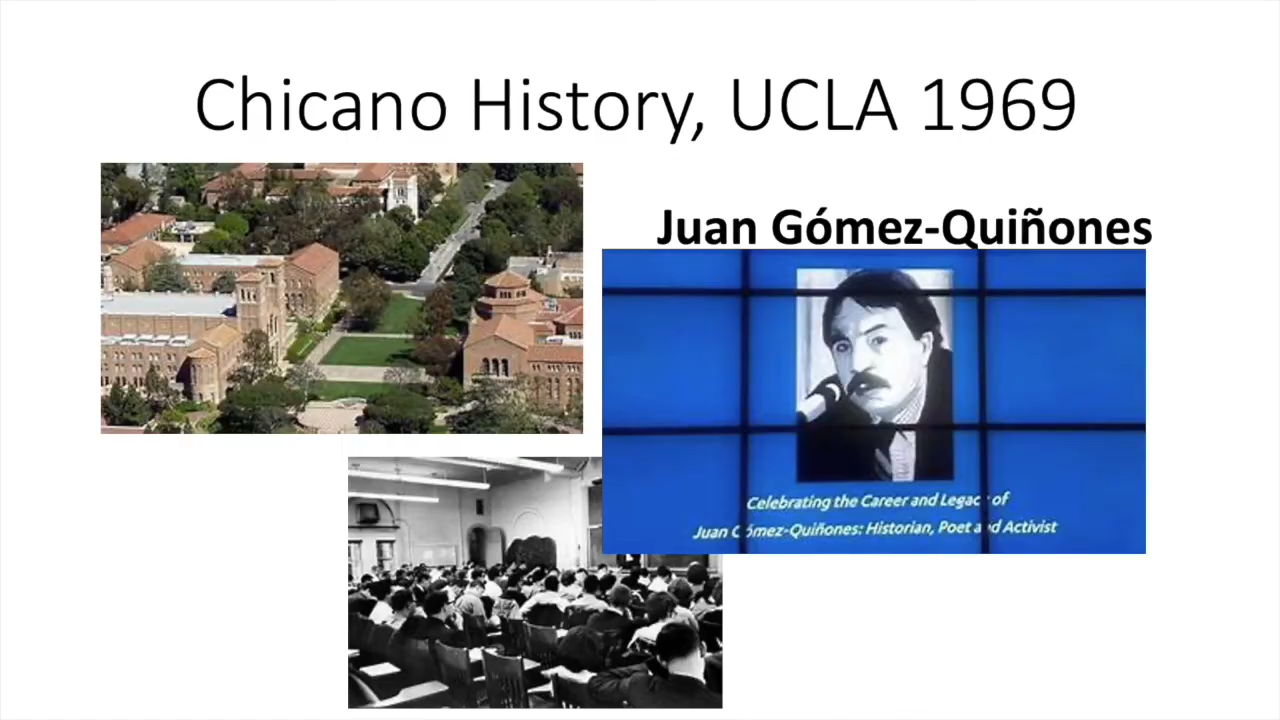 Chicano History, UCLA 1969
Juan Gómez-Quiñones
Celebrating the Career and Legacy of
Juan Gómez-Quiñones: Historian, Poet and Activist